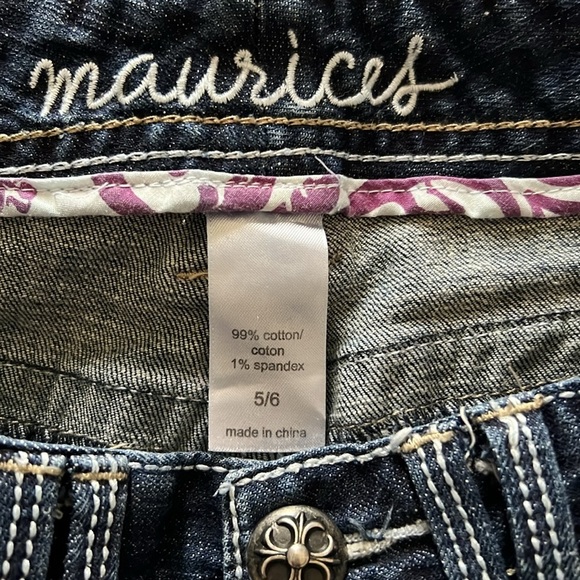 maurices
99% cotton/
coton
1% spandex
5/6
made in china